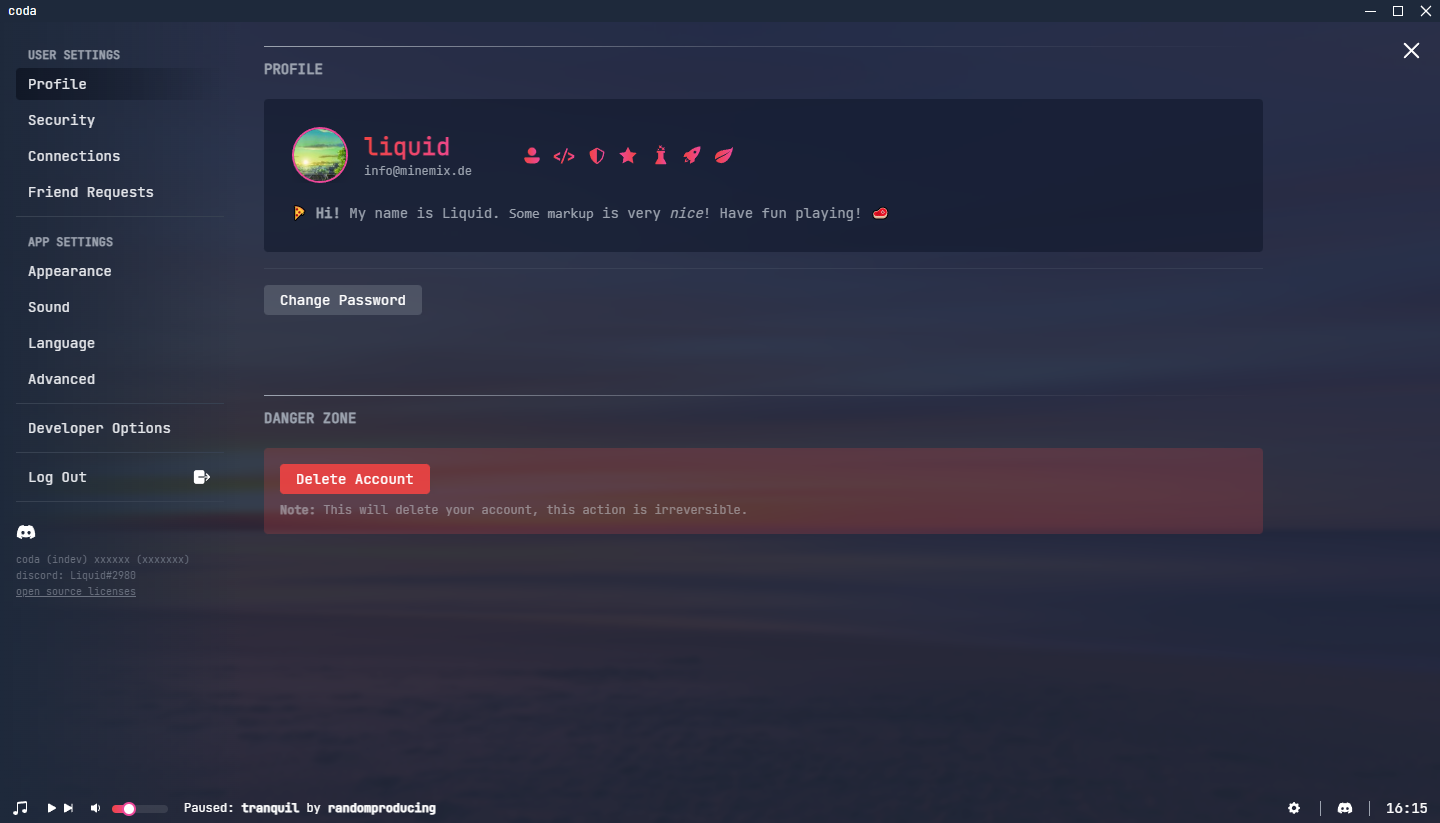 coda
USER SETTINGS
Profile
Security
Connections
Friend Requests
APP SETTINGS
Appearance
Sound
Language
Advanced
Developer Options
Log Out
coda (indev) xxxxxx (xxxxxxx)
discord: Liquid#2980
open source licenses
PROFILE
liquid
info@minemix.de
Hi! My name is Liquid. Some markup is very nice! Have fun playing!
Change Password
DANGER ZONE
Delete Account
Note: This will delete your account, this action is irreversible.
Paused: tranquil by randomproducing
16:15